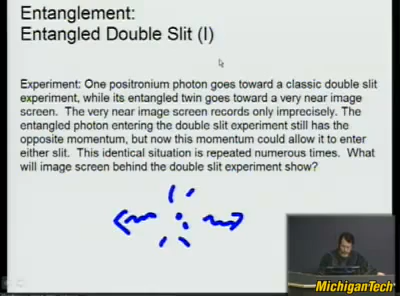 Entanglement:
Entangled Double Slit (I)
Experiment: One positronium photon goes toward a classic double slit
experiment, while its entangled twin goes toward a very near image
screen. The very near image screen records only imprecisely. The
entangled photon entering the double slit experiment still has the
opposite momentum, but now this momentum could allow it to enter
either slit. This identical situation is repeated numerous times. What
will image screen behind the double slit experiment show?
MichiganTech